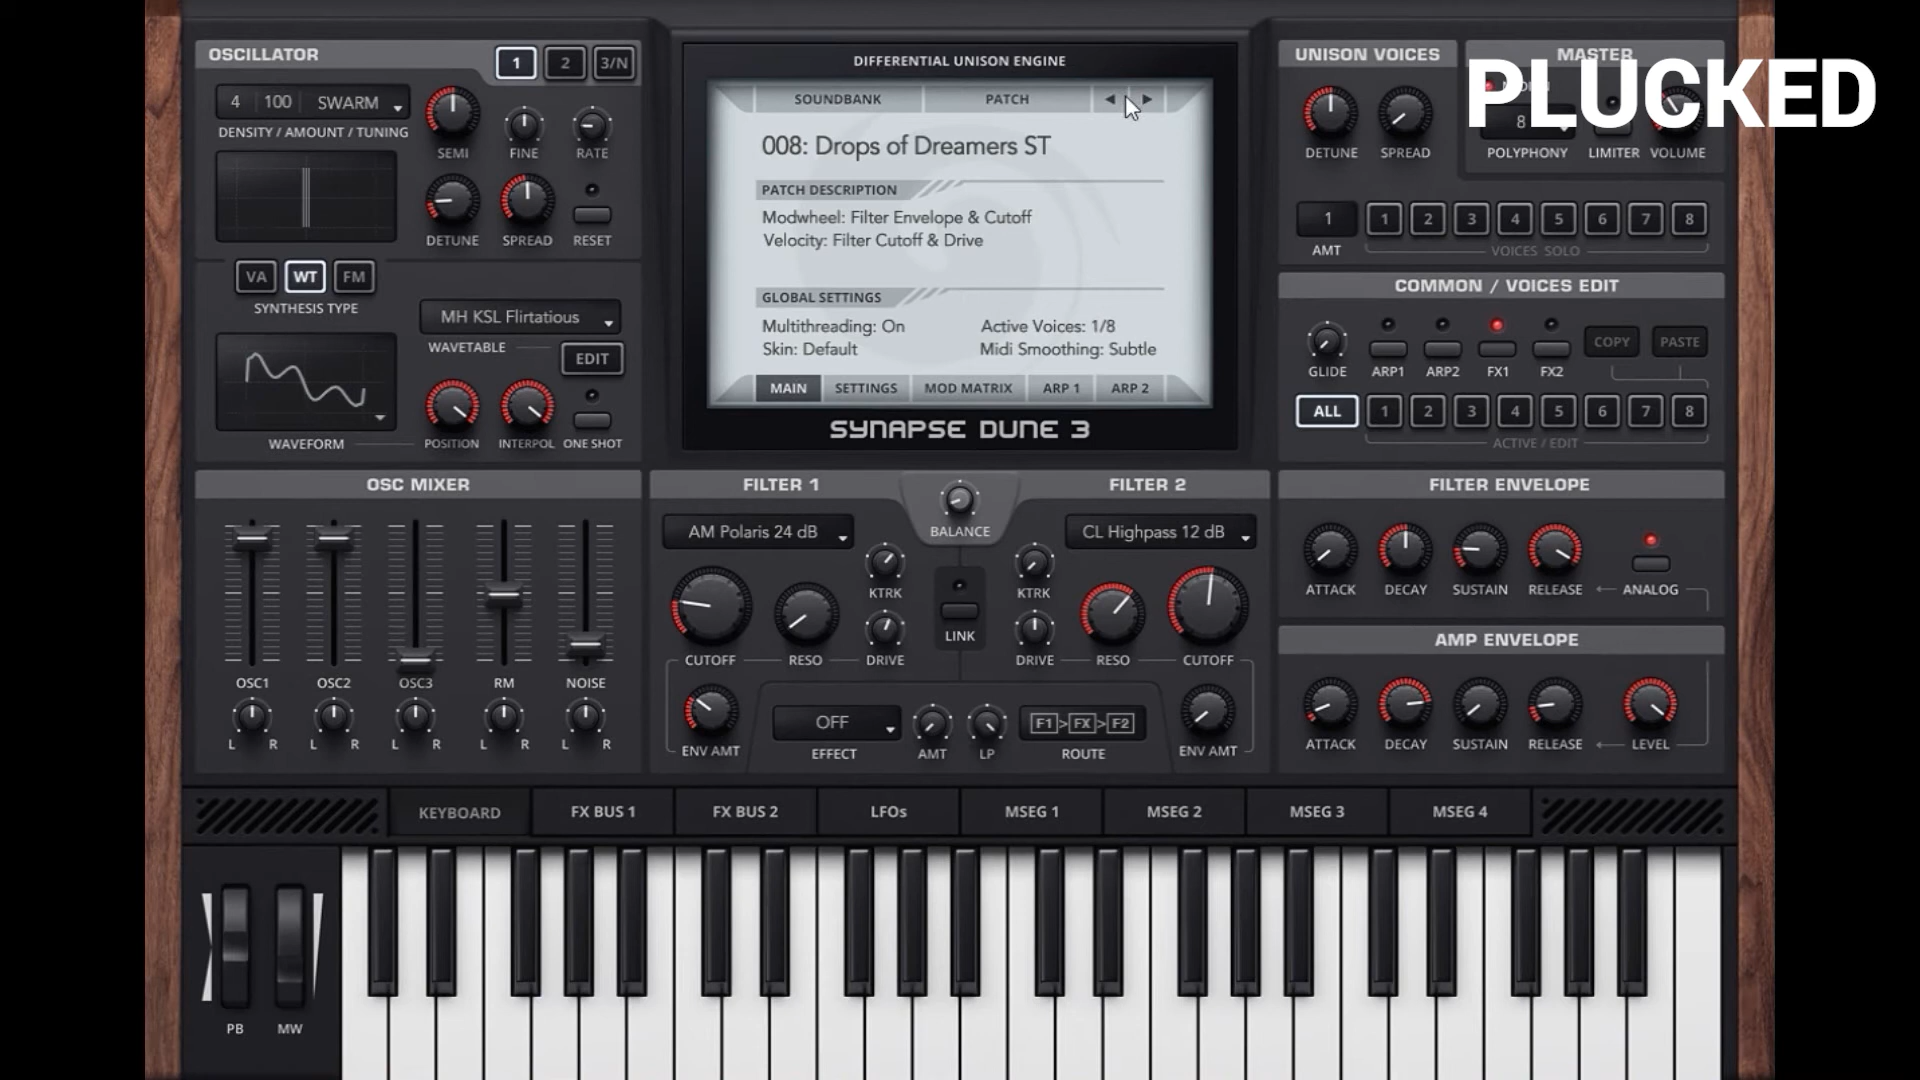 OSCILLATOR
1 2 3/N
4 100 SWARM
DENSITY / AMOUNT / TUNING
SEMI FINE RATE
DETUNE SPREAD RESET
VA WT FM
SYNTHESIS TYPE
MH KSL Flirtatious
WAVETABLE
EDIT
WAVEFORM POSITION INTERPOL ONE SHOT
DIFFERENTIAL UNISON ENGINE
SOUNDBANK PATCH
008: Drops of Dreamers ST
PATCH DESCRIPTION
Modwheel: Filter Envelope & Cutoff
Velocity: Filter Cutoff & Drive
GLOBAL SETTINGS
Multithreading: On Active Voices: 1/8
Skin: Default Midi Smoothing: Subtle
MAIN SETTINGS MOD MATRIX ARP 1 ARP 2
SYNAPSE DUNE 3
UNISON VOICES
DETUNE SPREAD
MASTER
PLUCKED
8
POLYPHONY LIMITER VOLUME
1 1 2 3 4 5 6 7 8
AMT VOICES SOLO
COMMON / VOICES EDIT
GLIDE ARP1 ARP2 FX1 FX2 COPY PASTE
ALL 1 2 3 4 5 6 7 8
ACTIVE / EDIT
OSC MIXER
OSC1 OSC2 OSC3 RM NOISE
L R L R L R L R L R
FILTER 1
AM Polaris 24 dB
CUTOFF RESO KTRK DRIVE
BALANCE
LINK
FILTER 2
CL Highpass 12 dB
KTRK DRIVE RESO CUTOFF
ENV AMT
OFF
EFFECT AMT LP
F1>FX>F2
ROUTE
ENV AMT
FILTER ENVELOPE
ATTACK DECAY SUSTAIN RELEASE ANALOG
AMP ENVELOPE
ATTACK DECAY SUSTAIN RELEASE LEVEL
KEYBOARD FX BUS 1 FX BUS 2 LFOs MSEG 1 MSEG 2 MSEG 3 MSEG 4
PB MW